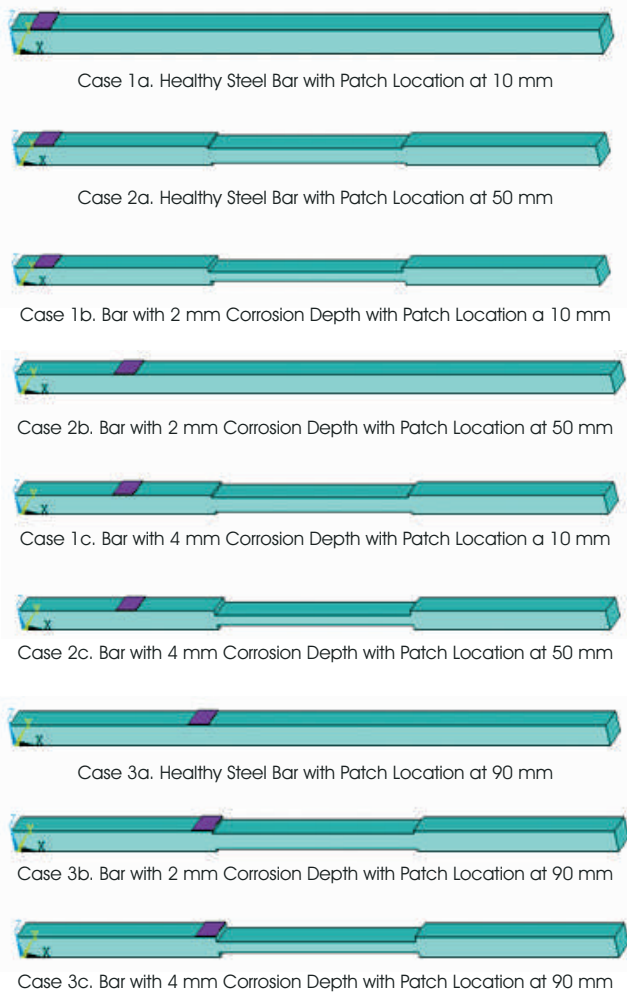 Z Y X
Case 1a. Healthy Steel Bar with Patch Location at 10 mm
Z Y X
Case 2a. Healthy Steel Bar with Patch Location at 50 mm
Z Y X
Case 1b. Bar with 2 mm Corrosion Depth with Patch Location a 10 mm
Z Y X
Case 2b. Bar with 2 mm Corrosion Depth with Patch Location at 50 mm
Z Y X
Case 1c. Bar with 4 mm Corrosion Depth with Patch Location a 10 mm
Z Y X
Case 2c. Bar with 4 mm Corrosion Depth with Patch Location at 50 mm
Z Y X
Case 3a. Healthy Steel Bar with Patch Location at 90 mm
Z Y X
Case 3b. Bar with 2 mm Corrosion Depth with Patch Location at 90 mm
Z Y X
Case 3c. Bar with 4 mm Corrosion Depth with Patch Location at 90 mm